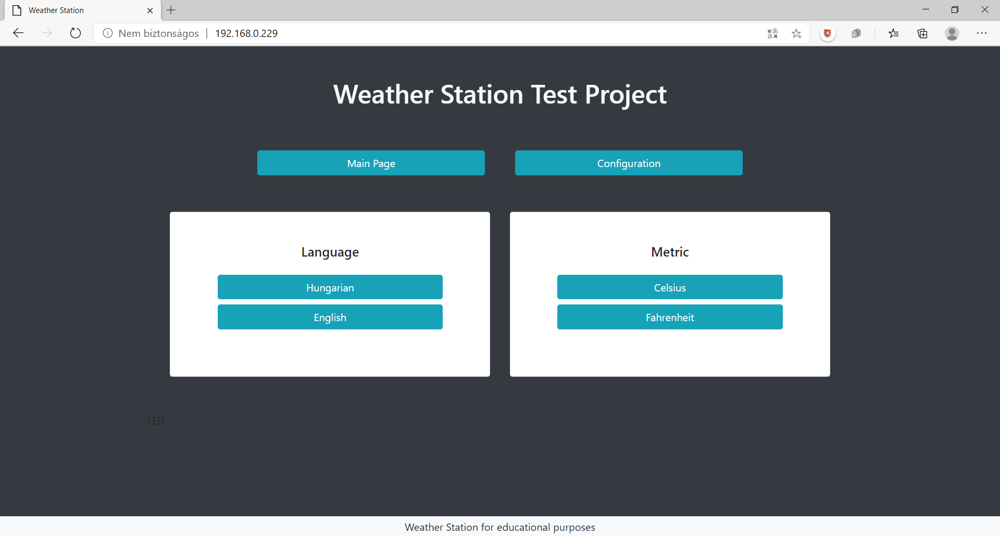 Weather Station
Nem biztonságos | 192.168.0.229
Weather Station Test Project
Main Page
Configuration
Language
Hungarian
English
Metric
Celsius
Fahrenheit
LED
Weather Station for educational purposes